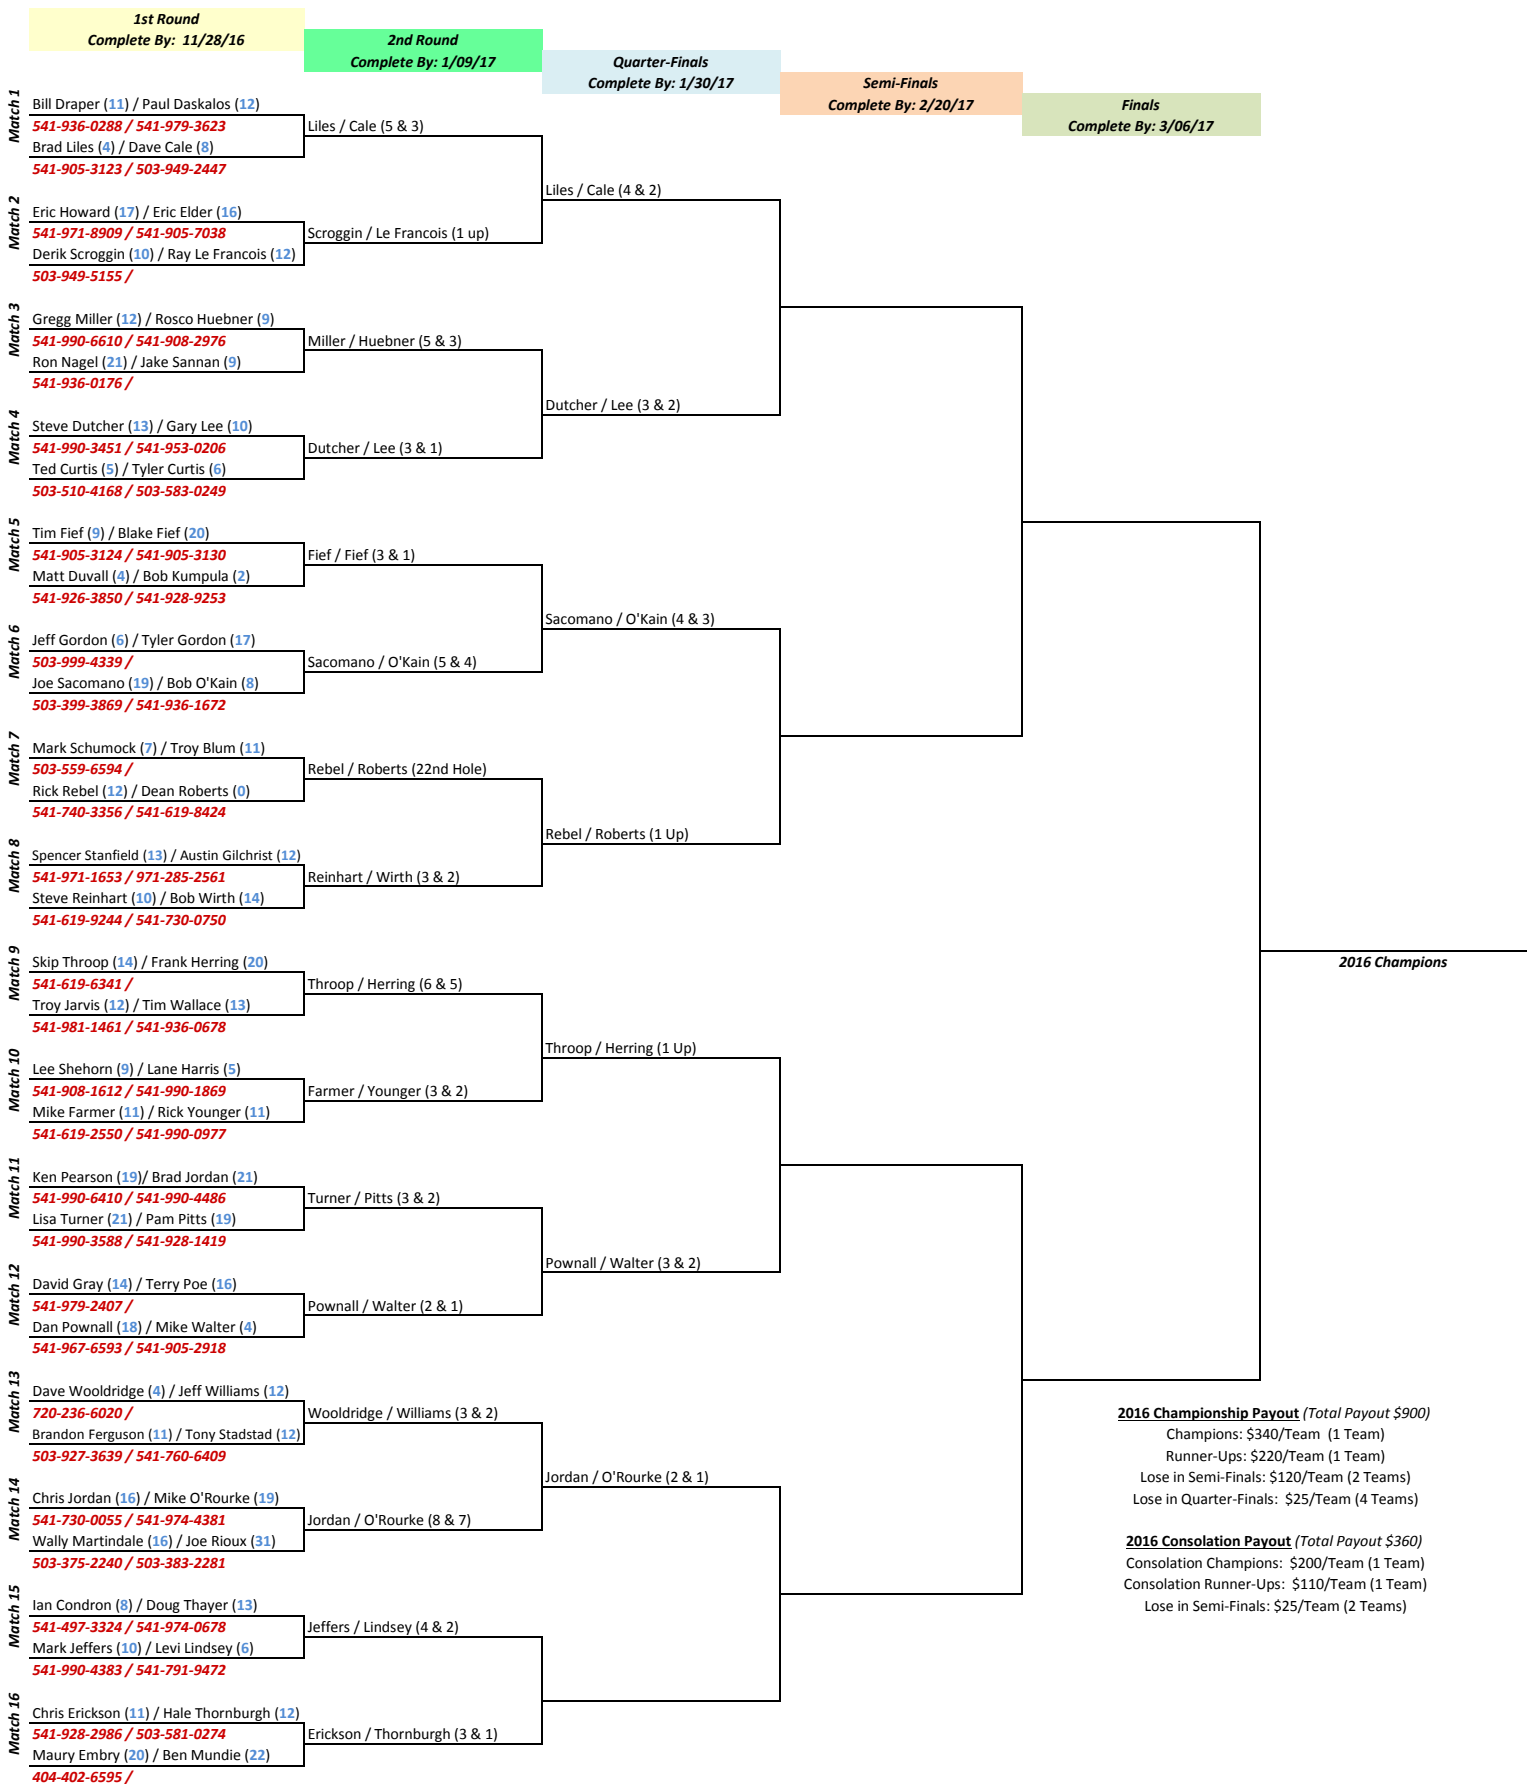 1st Round
Complete By:  11/28/16
2nd Round
Complete By: 1/09/17
Quarter-Finals
Complete By: 1/30/17
Semi-Finals
Complete By: 2/20/17
Finals
Complete By: 3/06/17
Match 1
Bill Draper (11) / Paul Daskalos (12)
541-936-0288 / 541-979-3623
Brad Liles (4) / Dave Cale (8)
541-905-3123 / 503-949-2447
Match 2
Eric Howard (17) / Eric Elder (16)
541-971-8909 / 541-905-7038
Derik Scroggin (10) / Ray Le Francois (12)
503-949-5155 /
Match 3
Gregg Miller (12) / Rosco Huebner (9)
541-990-6610 / 541-908-2976
Ron Nagel (21) / Jake Sannan (9)
541-936-0176 /
Match 4
Steve Dutcher (13) / Gary Lee (10)
541-990-3451 / 541-953-0206
Ted Curtis (5) / Tyler Curtis (6)
503-510-4168 / 503-583-0249
Match 5
Tim Fief (9) / Blake Fief (20)
541-905-3124 / 541-905-3130
Matt Duvall (4) / Bob Kumpula (2)
541-926-3850 / 541-928-9253
Match 6
Jeff Gordon (6) / Tyler Gordon (17)
503-999-4339 /
Joe Sacomano (19) / Bob O'Kain (8)
503-399-3869 / 541-936-1672
Match 7
Mark Schumock (7) / Troy Blum (11)
503-559-6594 /
Rick Rebel (12) / Dean Roberts (0)
541-740-3356 / 541-619-8424
Match 8
Spencer Stanfield (13) / Austin Gilchrist (12)
541-971-1653 / 971-285-2561
Steve Reinhart (10) / Bob Wirth (14)
541-619-9244 / 541-730-0750
Match 9
Skip Throop (14) / Frank Herring (20)
541-619-6341 /
Troy Jarvis (12) / Tim Wallace (13)
541-981-1461 / 541-936-0678
Match 10
Lee Shehorn (9) / Lane Harris (5)
541-908-1612 / 541-990-1869
Mike Farmer (11) / Rick Younger (11)
541-619-2550 / 541-990-0977
Match 11
Ken Pearson (19)/ Brad Jordan (21)
541-990-6410 / 541-990-4486
Lisa Turner (21) / Pam Pitts (19)
541-990-3588 / 541-928-1419
Match 12
David Gray (14) / Terry Poe (16)
541-979-2407 /
Dan Pownall (18) / Mike Walter (4)
541-967-6593 / 541-905-2918
Match 13
Dave Wooldridge (4) / Jeff Williams (12)
720-236-6020 /
Brandon Ferguson (11) / Tony Stadstad (12)
503-927-3639 / 541-760-6409
Match 14
Chris Jordan (16) / Mike O'Rourke (19)
541-730-0055 / 541-974-4381
Wally Martindale (16) / Joe Rioux (31)
503-375-2240 / 503-383-2281
Match 15
Ian Condron (8) / Doug Thayer (13)
541-497-3324 / 541-974-0678
Mark Jeffers (10) / Levi Lindsey (6)
541-990-4383 / 541-791-9472
Match 16
Chris Erickson (11) / Hale Thornburgh (12)
541-928-2986 / 503-581-0274
Maury Embry (20) / Ben Mundie (22)
404-402-6595 /
Liles / Cale (5 & 3)
Scroggin / Le Francois (1 up)
Miller / Huebner (5 & 3)
Dutcher / Lee (3 & 1)
Fief / Fief (3 & 1)
Sacomano / O'Kain (5 & 4)
Rebel / Roberts (22nd Hole)
Reinhart / Wirth (3 & 2)
Throop / Herring (6 & 5)
Farmer / Younger (3 & 2)
Turner / Pitts (3 & 2)
Pownall / Walter (2 & 1)
Wooldridge / Williams (3 & 2)
Jordan / O'Rourke (8 & 7)
Jeffers / Lindsey (4 & 2)
Erickson / Thornburgh (3 & 1)
Liles / Cale (4 & 2)
Dutcher / Lee (3 & 2)
Sacomano / O'Kain (4 & 3)
Rebel / Roberts (1 Up)
Throop / Herring (1 Up)
Pownall / Walter (3 & 2)
Jordan / O'Rourke (2 & 1)
2016 Champions
2016 Championship Payout (Total Payout $900)
Champions: $340/Team  (1 Team)
Runner-Ups: $220/Team (1 Team)
Lose in Semi-Finals: $120/Team (2 Teams)
Lose in Quarter-Finals:  $25/Team (4 Teams)
2016 Consolation Payout (Total Payout $360)
Consolation Champions:  $200/Team (1 Team)
Consolation Runner-Ups:  $110/Team (1 Team)
Lose in Semi-Finals: $25/Team (2 Teams)